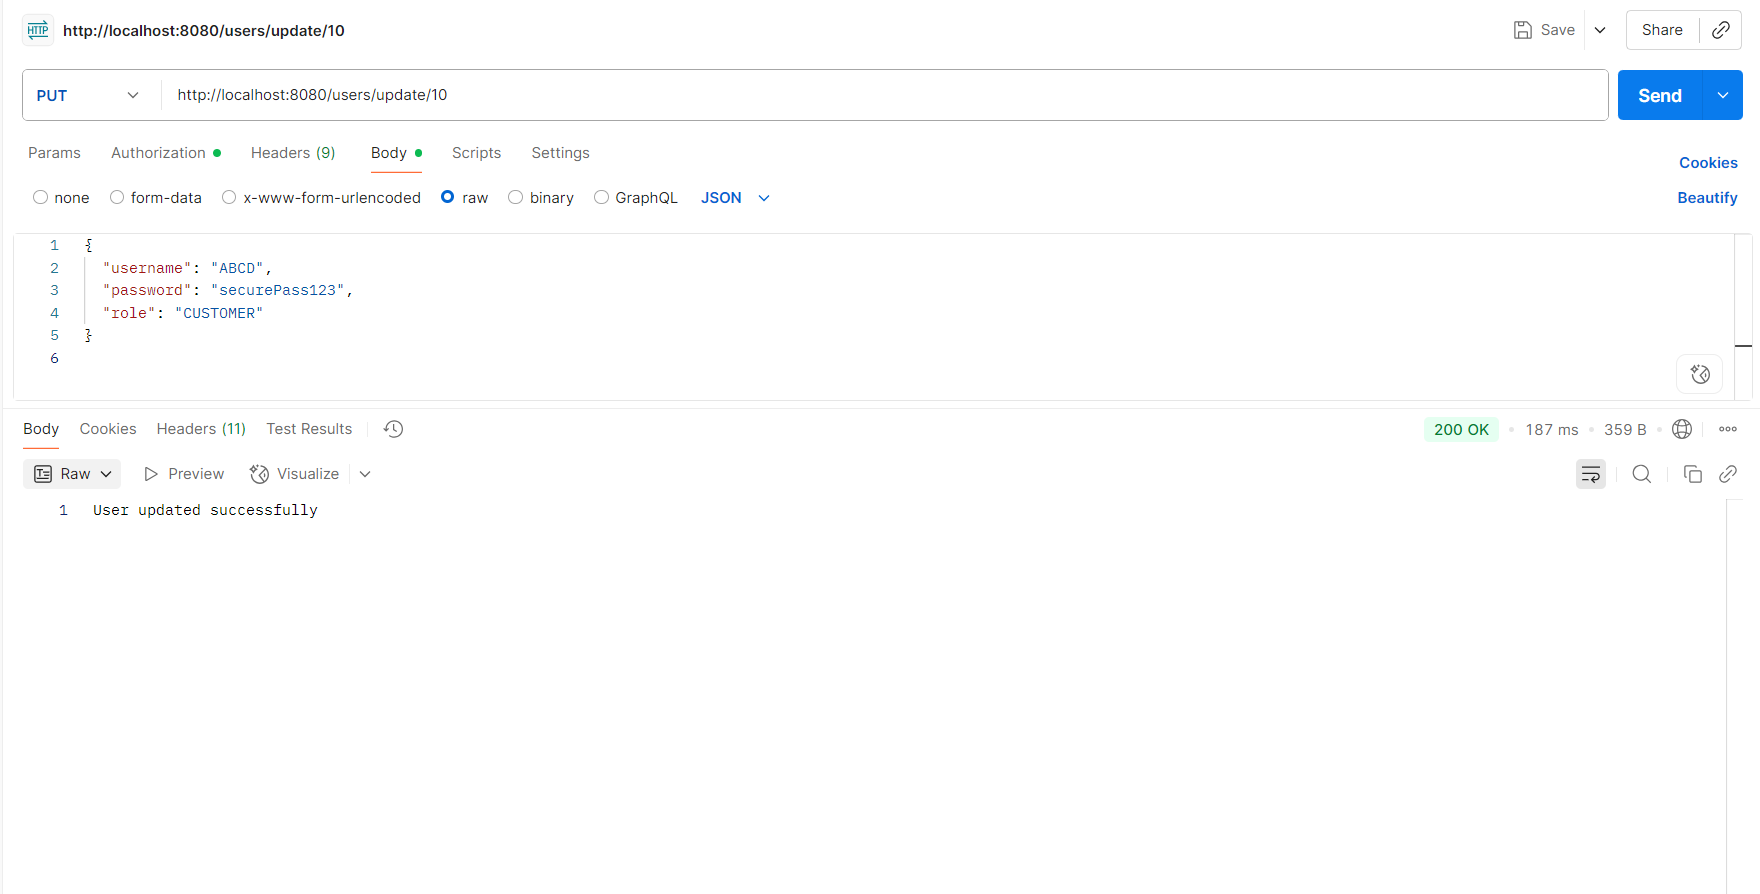 HTTP http://localhost:8080/users/update/10 Save Share
PUT http://localhost:8080/users/update/10 Send
Params Authorization Headers (9) Body Scripts Settings Cookies
none form-data x-www-form-urlencoded raw binary GraphQL JSON Beautify
1 {
2 "username": "ABCD",
3 "password": "securePass123",
4 "role": "CUSTOMER"
5 }
6
Body Cookies Headers (11) Test Results 200 OK 187 ms 359 B
Raw Preview Visualize
1 User updated successfully